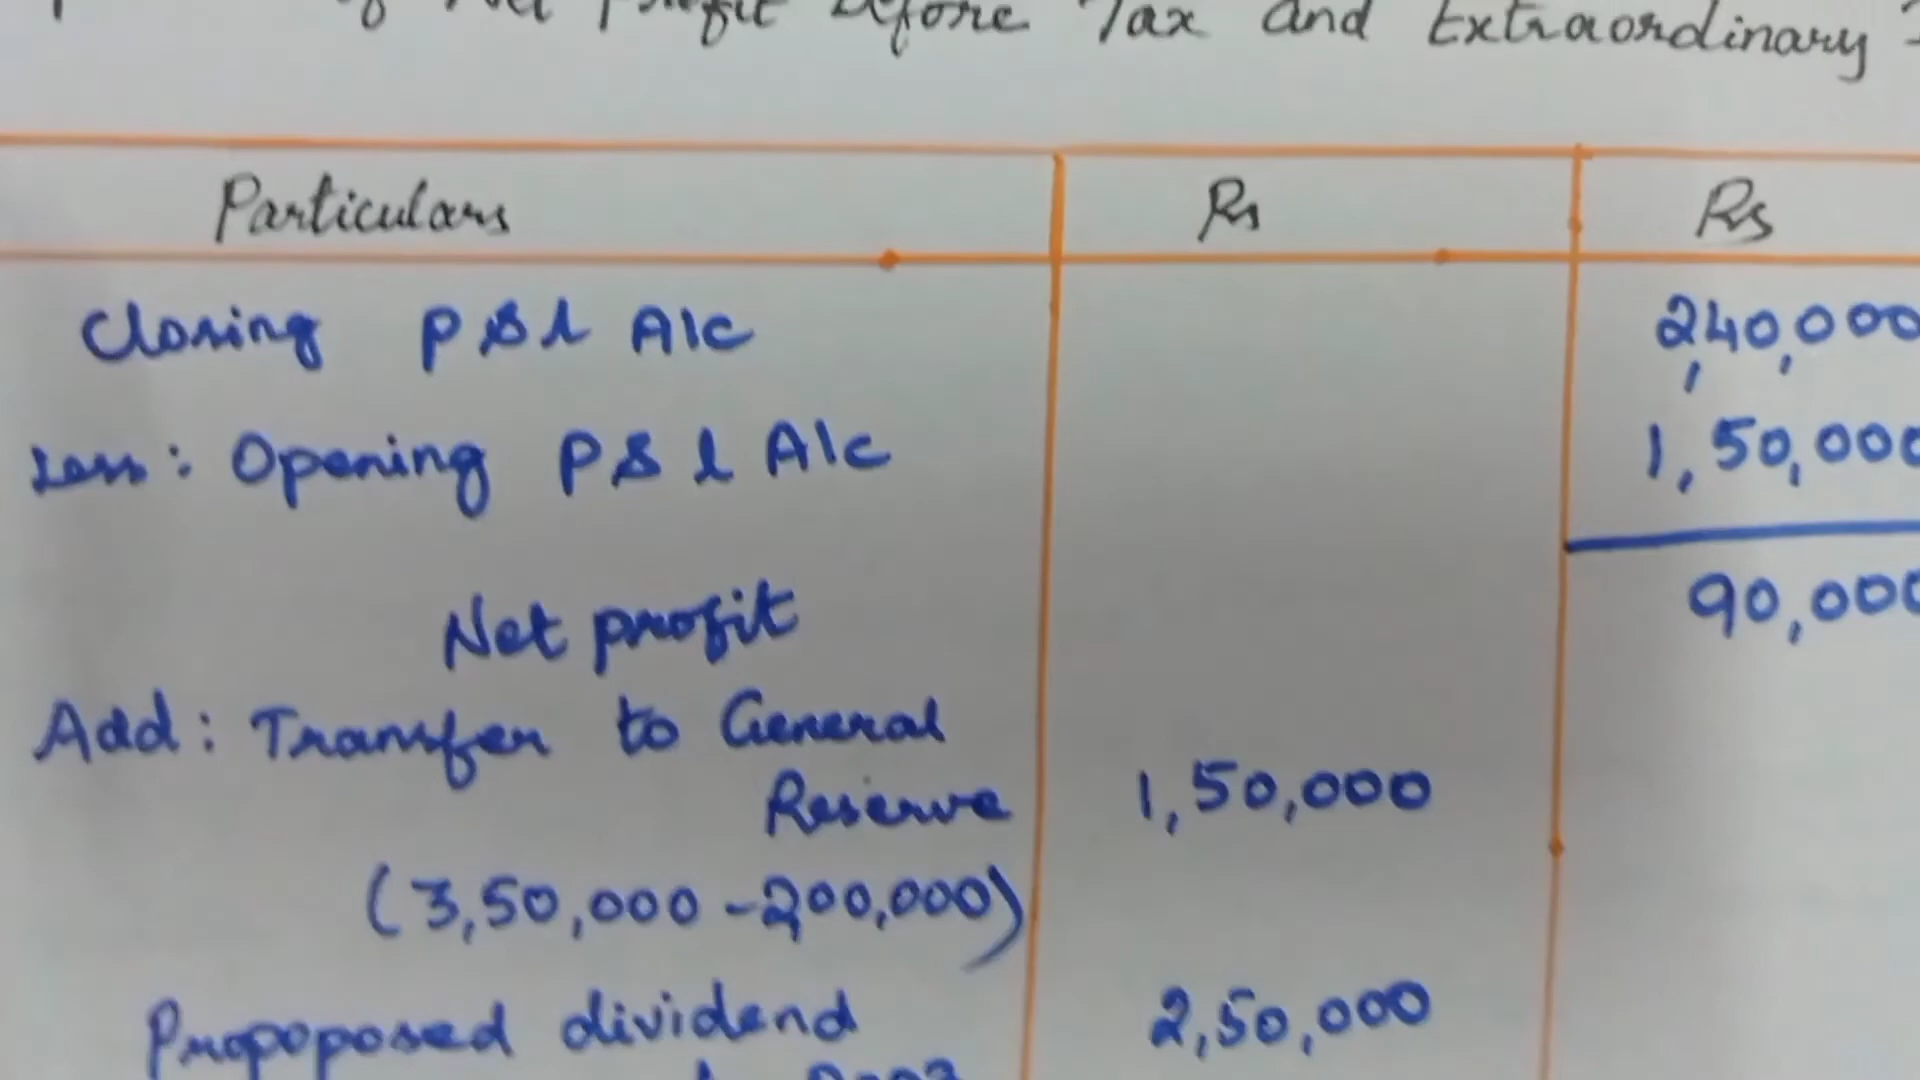 of Net Profit Before Tax and Extraordinary
Particulars Rs Rs
Closing P & L A/c 2,40,000
Less: Opening P & L A/c 1,50,000
Net profit 90,000
Add: Transfer to General
Reserve 1,50,000
(3,50,000 - 200,000)
Propoposed dividend 2,50,000